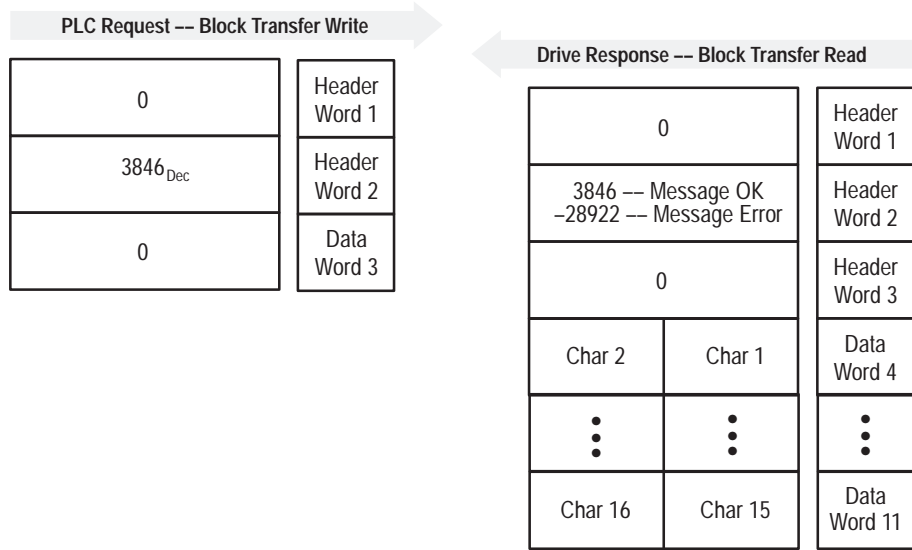 PLC Request -- Block Transfer Write
0
Header
Word 1
3846 Dec
Header
Word 2
0
Data
Word 3
Drive Response -- Block Transfer Read
0
Header
Word 1
3846 -- Message OK
-28922 -- Message Error
Header
Word 2
0
Header
Word 3
Char 2
Char 1
Data
Word 4
Char 16
Char 15
Data
Word 11